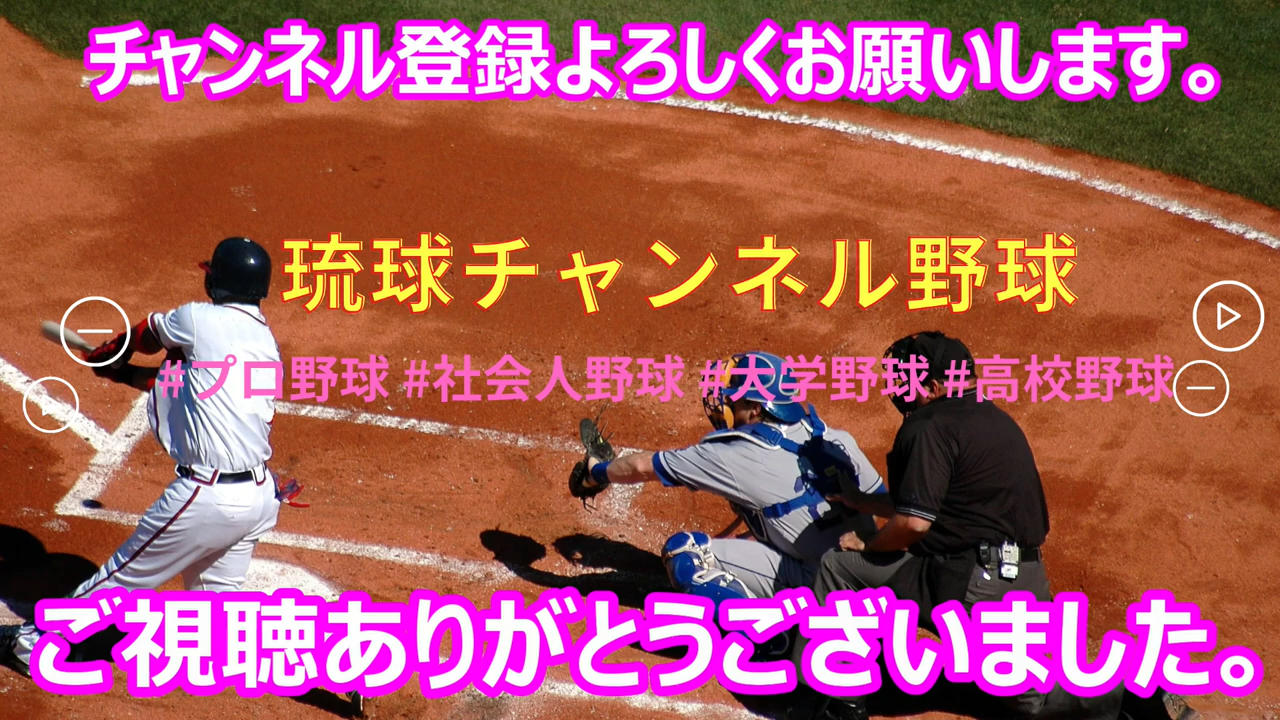 チャンネル登録よろしくお願いします。
琉球チャンネル野球
#プロ野球 #社会人野球 #大学野球 #高校野球
ご視聴ありがとうございました。